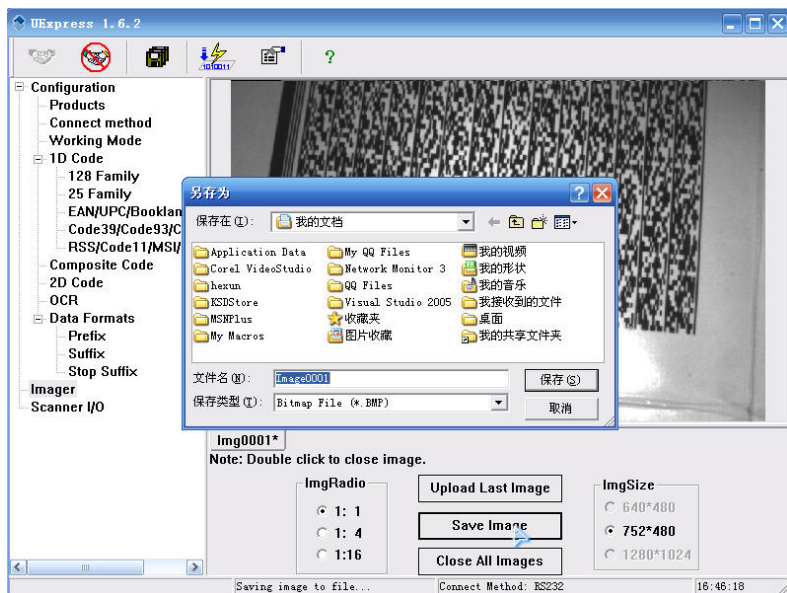 UExpress 1.6.2
1010011
?
Configuration
Products
Connect method
Working Mode
1D Code
128 Family
25 Family
EAN/UPC/Booklan
Code39/Code93/C
RSS/Code11/MSI/
Composite Code
2D Code
OCR
Data Formats
Prefix
Suffix
Stop Suffix
Imager
Scanner I/O
另存为
保存在(I):
我的文档
Application Data
My QQ Files
我的视频
Corel VideoStudio
Network Monitor 3
我的形状
hexun
QQ Files
我的音乐
KSDStore
Visual Studio 2005
我接收到的文件
MSNPlus
收藏夹
桌面
My Macros
图片收藏
我的共享文件夹
文件名(N):
Image0001
保存(S)
保存类型(T):
Bitmap File (*.BMP)
取消
Img0001*
Note: Double click to close image.
ImgRadio
1: 1
1: 4
1:16
Upload Last Image
Save Image
Close All Images
ImgSize
640*480
752*480
1280*1024
Saving image to file...
Connect Method: RS232
16:46:18